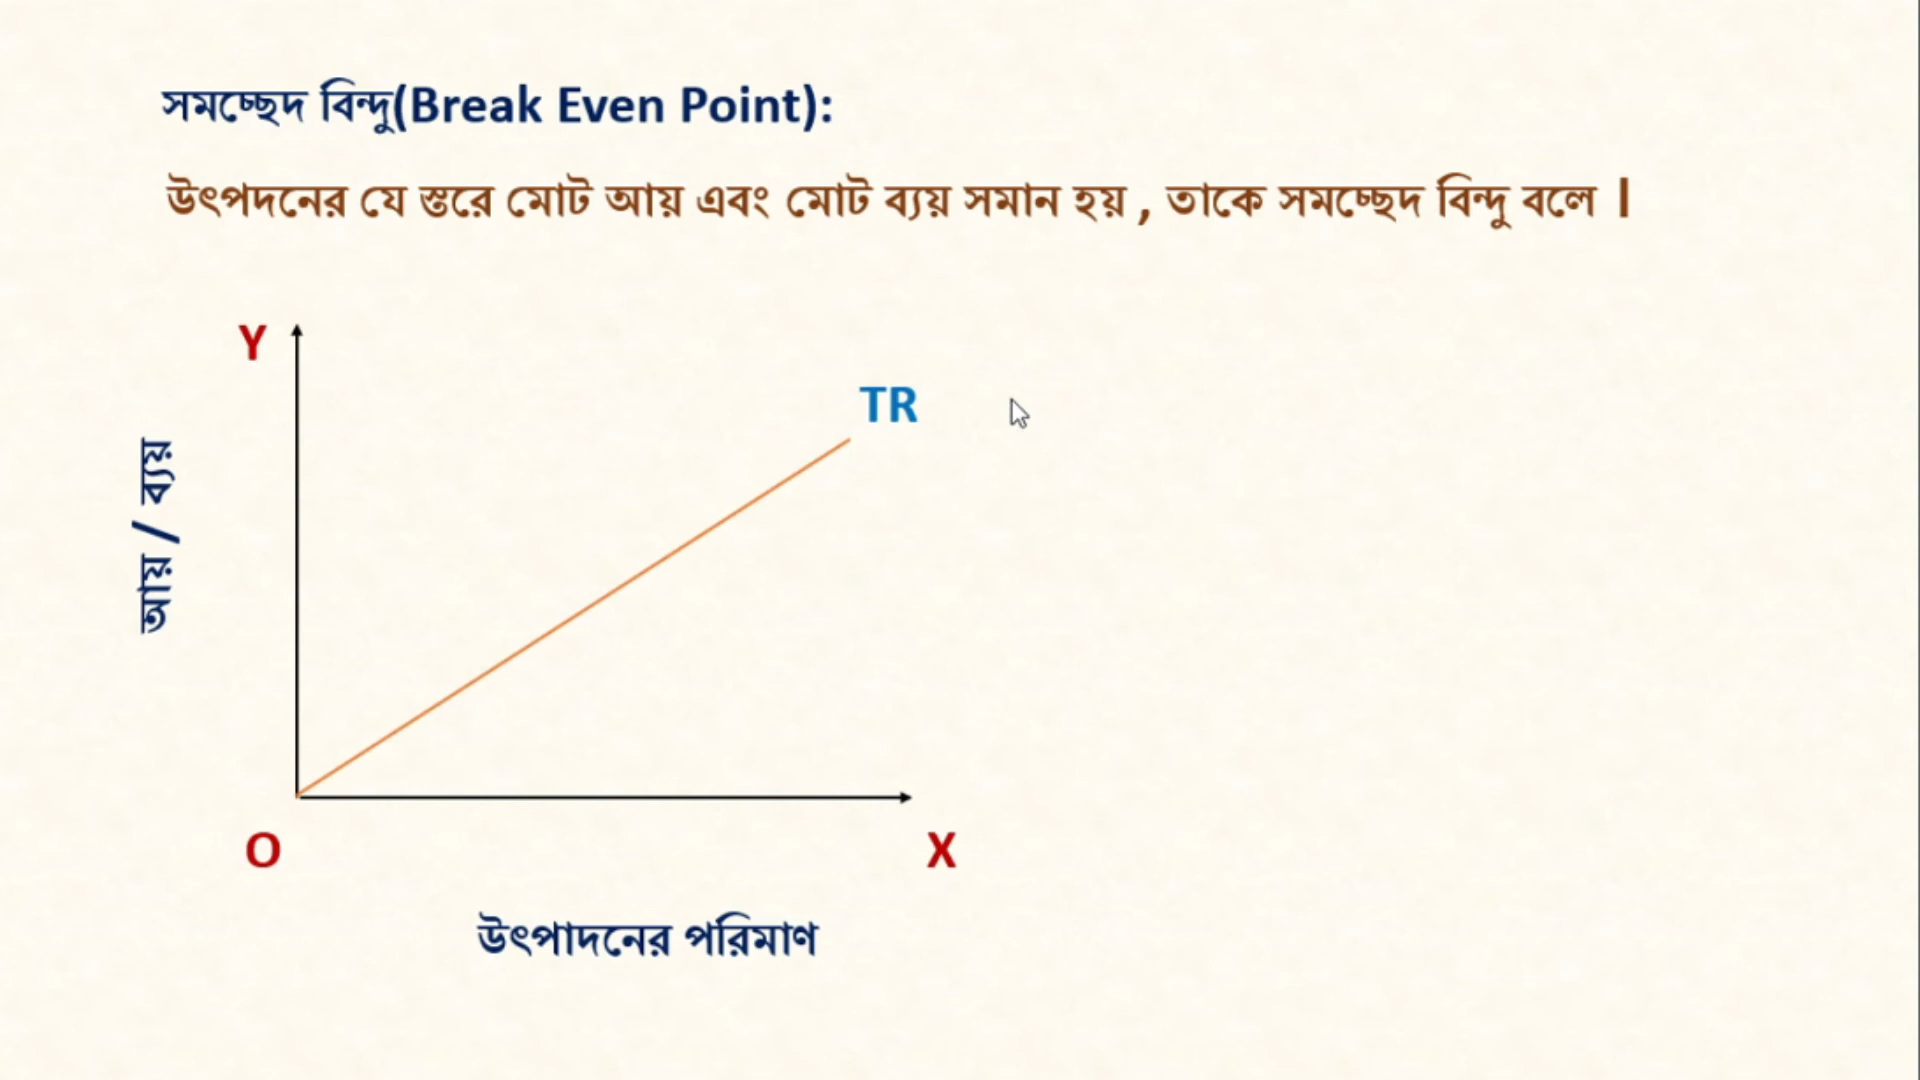 সমচ্ছেদ বিন্দু(Break Even Point):
উৎপদনের যে স্তরে মোট আয় এবং মোট ব্যয় সমান হয় , তাকে সমচ্ছেদ বিন্দু বলে ।
Y
TR
আয় / ব্যয়
O
X
উৎপাদনের পরিমাণ